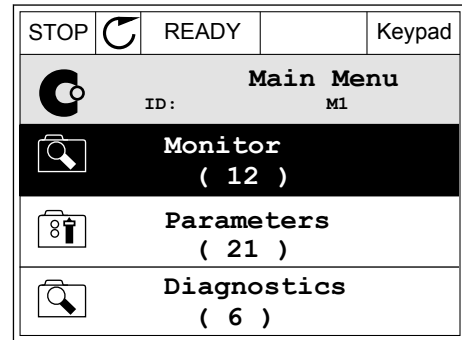 STOP READY Keypad
Main Menu
ID: M1
Monitor
( 12 )
Parameters
( 21 )
Diagnostics
( 6 )